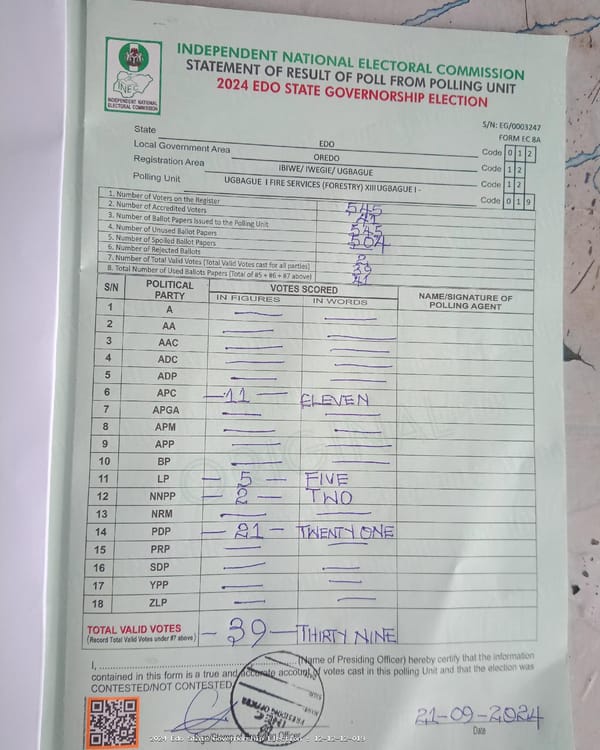 INDEPENDENT NATIONAL ELECTORAL COMMISSION
STATEMENT OF RESULT OF POLL FROM POLLING UNIT
2024 EDO STATE GOVERNORSHIP ELECTION
INEC
INDEPENDENT NATIONAL
ELECTORAL COMMISSION
S/N: EG/0003247
FORM EC 8A
State EDO Code 0 1 2
Local Government Area OREDO Code 1 2
Registration Area IBIWE/ IWEGIE/ UGBAGUE Code 1 2
Polling Unit UGBAGUE I FIRE SERVICES (FORESTRY) XIII UGBAGUE I - Code 0 1 9
1. Number of Voters on the Register 545
2. Number of Accredited Voters 41
3. Number of Ballot Papers Issued to the Polling Unit 545
4. Number of Unused Ballot Papers 504
5. Number of Spoiled Ballot Papers
6. Number of Rejected Ballots 2
7. Number of Total Valid Votes (Total Valid Votes cast for all parties) 39
8. Total Number of Used Ballots Papers (Total of #5 + #6 + #7 above) 41
S/N POLITICAL PARTY VOTES SCORED NAME/SIGNATURE OF POLLING AGENT
IN FIGURES IN WORDS
1 A — —
2 AA — —
3 AAC — —
4 ADC — —
5 ADP — —
6 APC — 11 — ELEVEN
7 APGA — —
8 APM — —
9 APP — —
10 BP — —
11 LP — 5 — FIVE
12 NNPP — 2 — TWO
13 NRM — —
14 PDP — 21 — TWENTY ONE
15 PRP — —
16 SDP — —
17 YPP — —
18 ZLP — —
TOTAL VALID VOTES — 39 — THIRTY NINE
(Record Total Valid Votes under #7 above)
I, ..........(Name of Presiding Officer) hereby certify that the information
contained in this form is a true and accurate account of votes cast in this polling Unit and that the election was
CONTESTED/NOT CONTESTED
INEC
PRESIDING OFFICER
21-09-2024
Date
2024 Edo State Governorship Election - 12-12-12-019